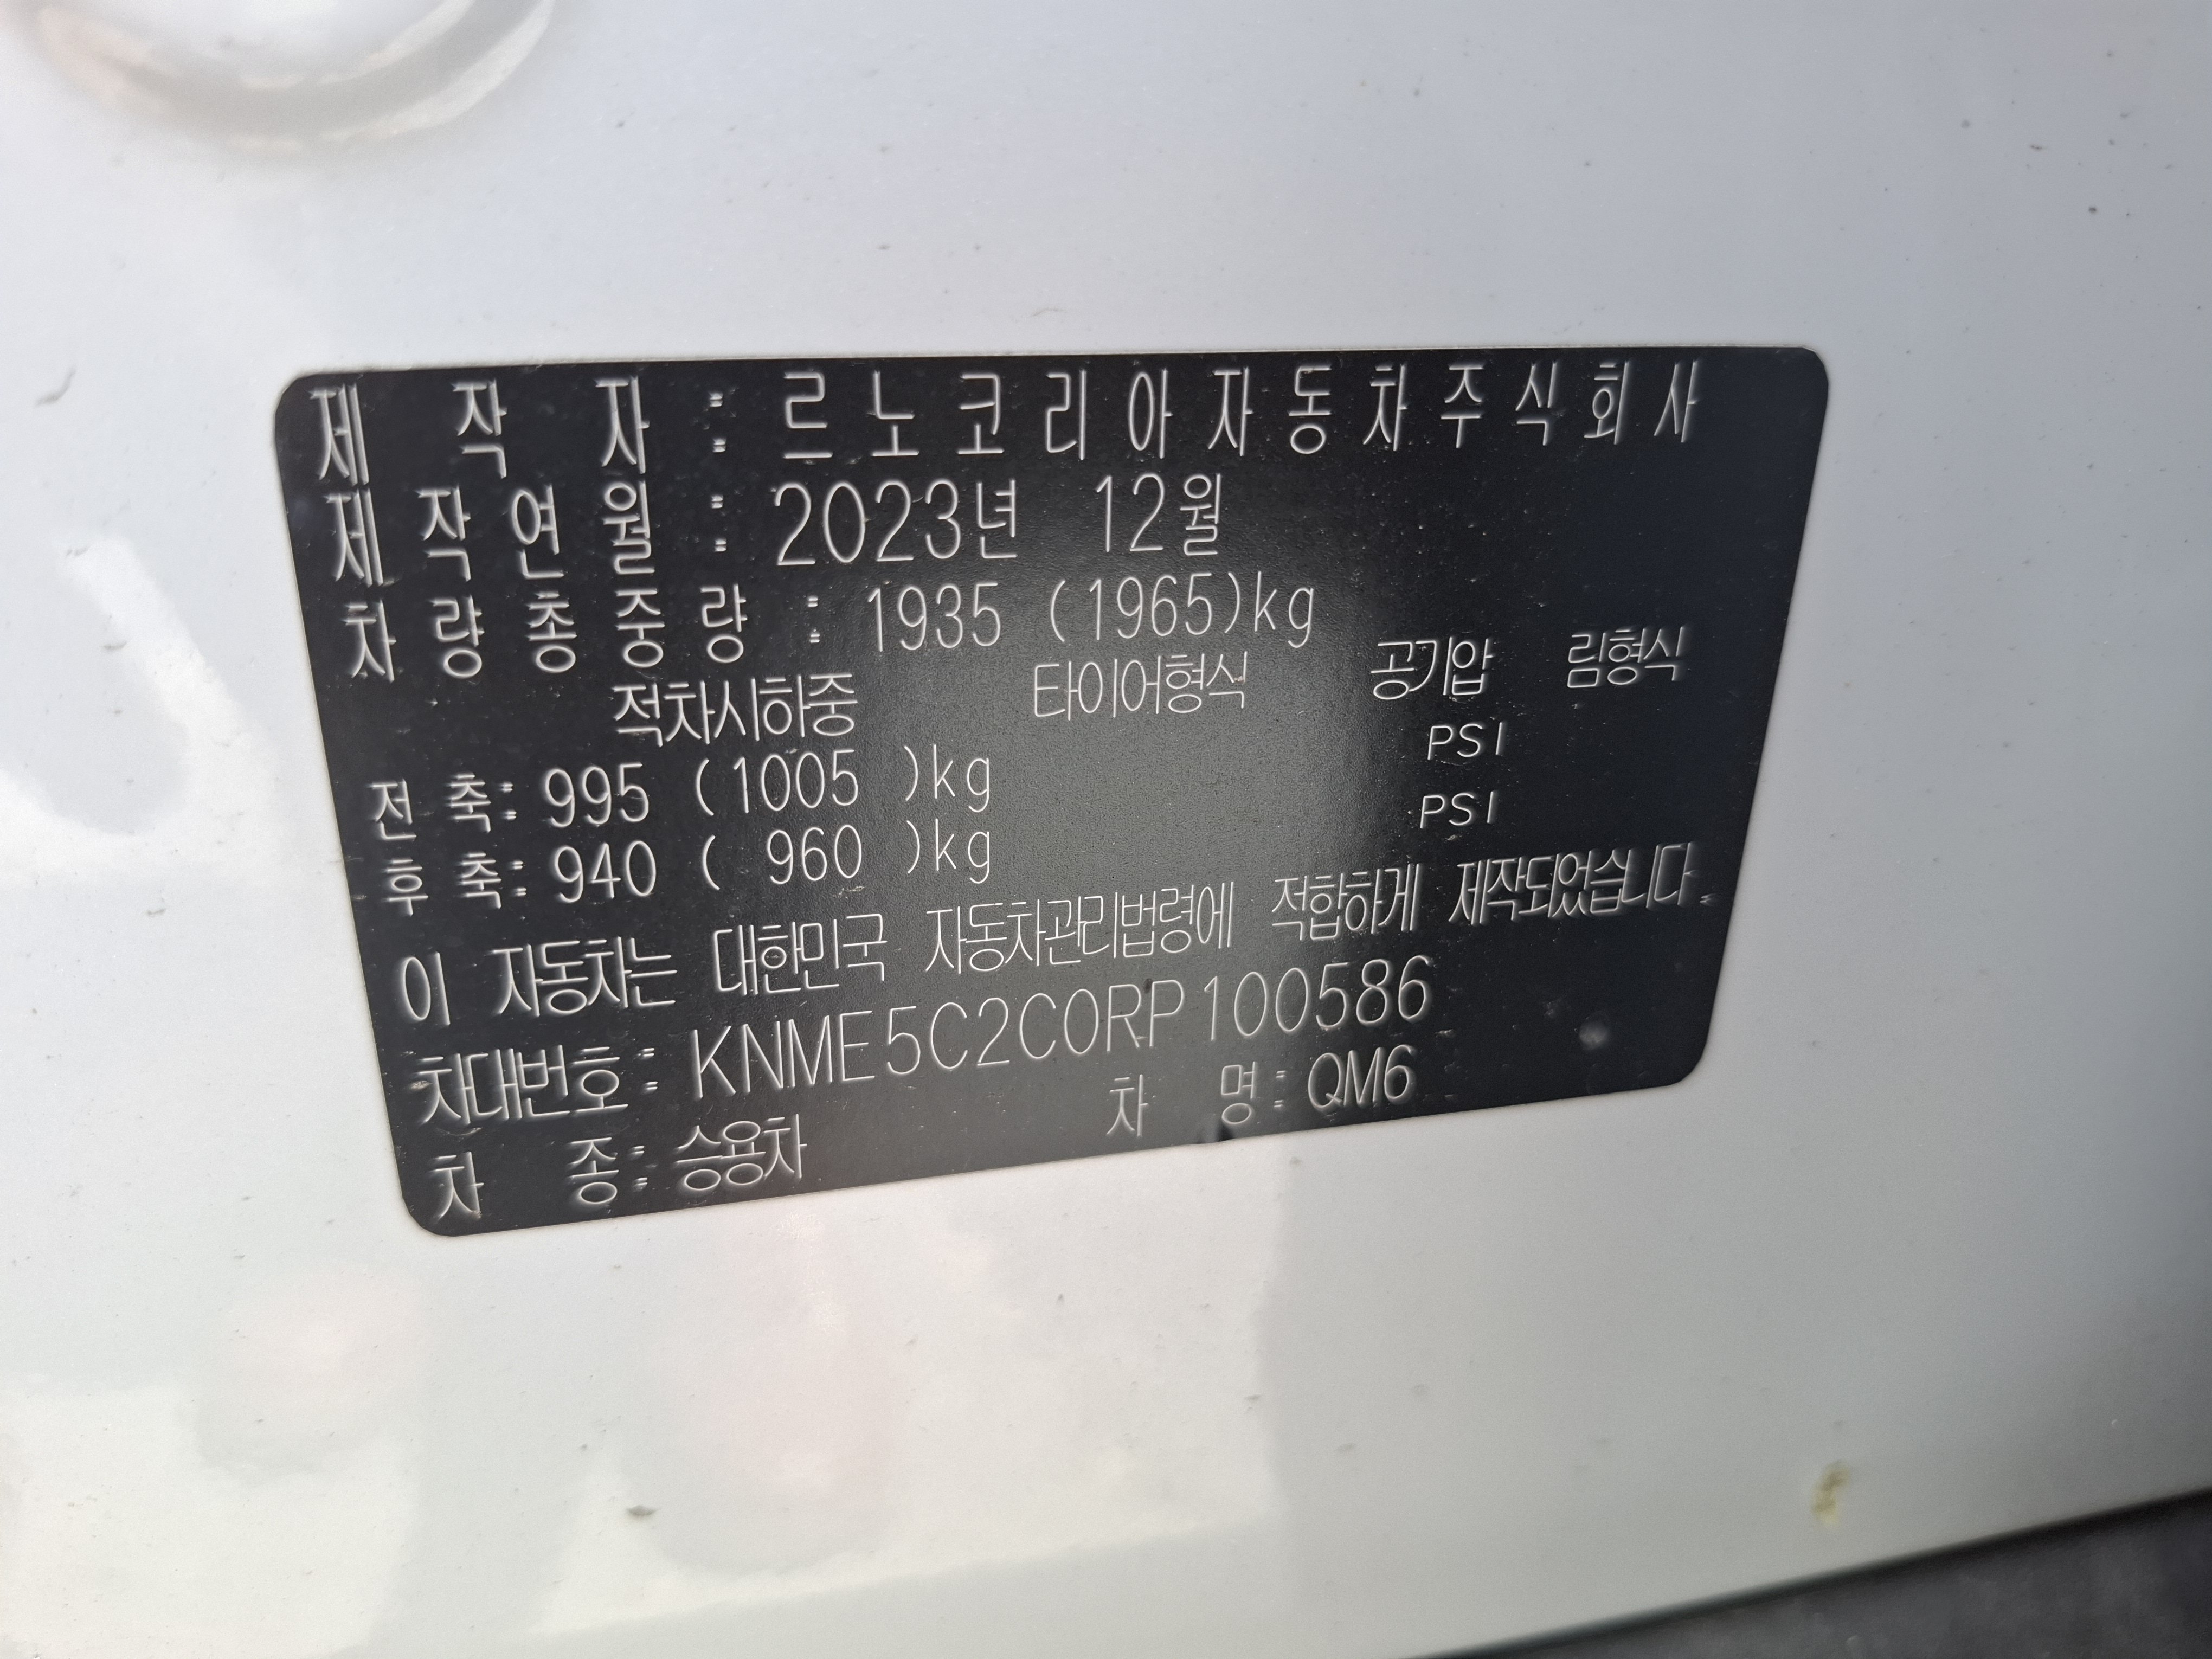 제 작 자 : 르노코리아자동차주식회사
제작연월 : 2023년 12월
차량총중량 : 1935 (1965)kg
적차시하중 타이어형식 공기압 림형식
전 축: 995 (1005 )kg PSI
후 축: 940 ( 960 )kg PSI
이 자동차는 대한민국 자동차관리법령에 적합하게 제작되었습니다.
차대번호: KNME5C2C0RP100586
차 종: 승용차 차 명: QM6